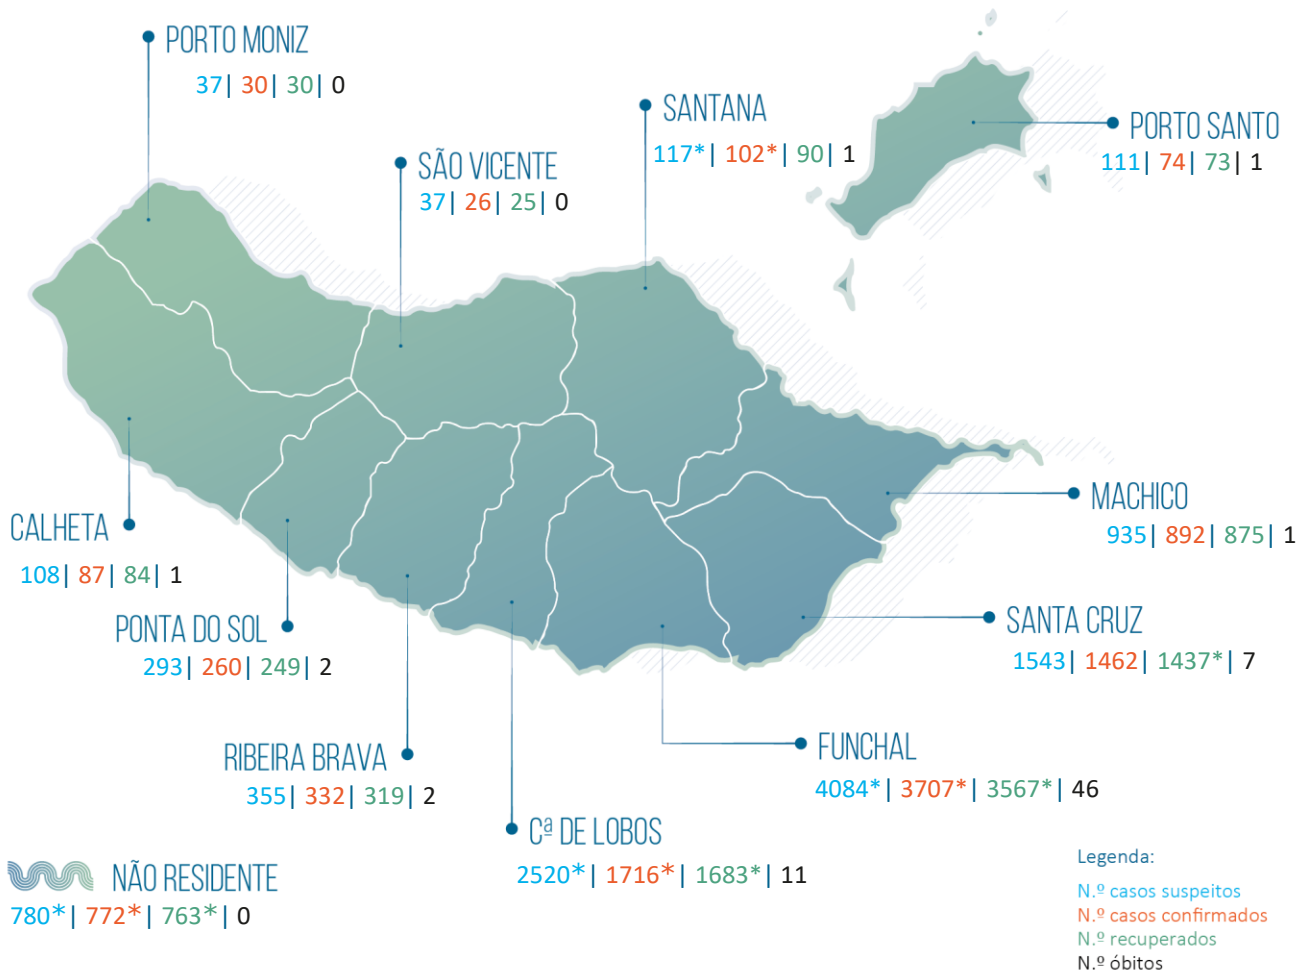 PORTO MONIZ
37| 30| 30| 0
SANTANA
117*| 102*| 90| 1
PORTO SANTO
111| 74| 73| 1
SÃO VICENTE
37| 26| 25| 0
MACHICO
935| 892| 875| 1
CALHETA
108| 87| 84| 1
PONTA DO SOL
293| 260| 249| 2
SANTA CRUZ
1543| 1462| 1437*| 7
RIBEIRA BRAVA
355| 332| 319| 2
FUNCHAL
4084*| 3707*| 3567*| 46
Cª DE LOBOS
2520*| 1716*| 1683*| 11
NÃO RESIDENTE
780*| 772*| 763*| 0
Legenda:
N.º casos suspeitos
N.º casos confirmados
N.º recuperados
N.º óbitos